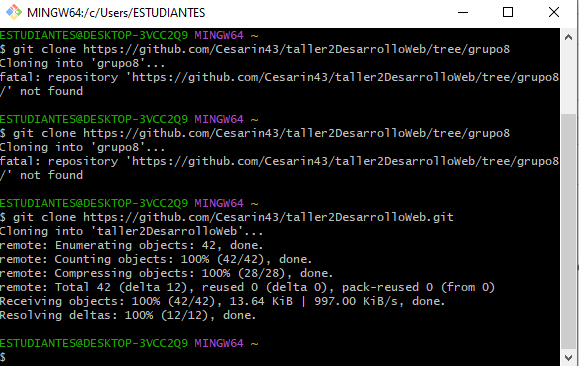 MINGW64:/c/Users/ESTUDIANTES
ESTUDIANTES@DESKTOP-3VCC2Q9 MINGW64 ~
$ git clone https://github.com/Cesarin43/taller2DesarrolloWeb/tree/grupo8
Cloning into 'grupo8'...
fatal: repository 'https://github.com/Cesarin43/taller2DesarrolloWeb/tree/grupo8
/' not found
ESTUDIANTES@DESKTOP-3VCC2Q9 MINGW64 ~
$ git clone https://github.com/Cesarin43/taller2DesarrolloWeb/tree/grupo8
Cloning into 'grupo8'...
fatal: repository 'https://github.com/Cesarin43/taller2DesarrolloWeb/tree/grupo8
/' not found
ESTUDIANTES@DESKTOP-3VCC2Q9 MINGW64 ~
$ git clone https://github.com/Cesarin43/taller2DesarrolloWeb.git
Cloning into 'taller2DesarrolloWeb'...
remote: Enumerating objects: 42, done.
remote: Counting objects: 100% (42/42), done.
remote: Compressing objects: 100% (28/28), done.
remote: Total 42 (delta 12), reused 0 (delta 0), pack-reused 0 (from 0)
Receiving objects: 100% (42/42), 13.64 KiB | 997.00 KiB/s, done.
Resolving deltas: 100% (12/12), done.
ESTUDIANTES@DESKTOP-3VCC2Q9 MINGW64 ~
$